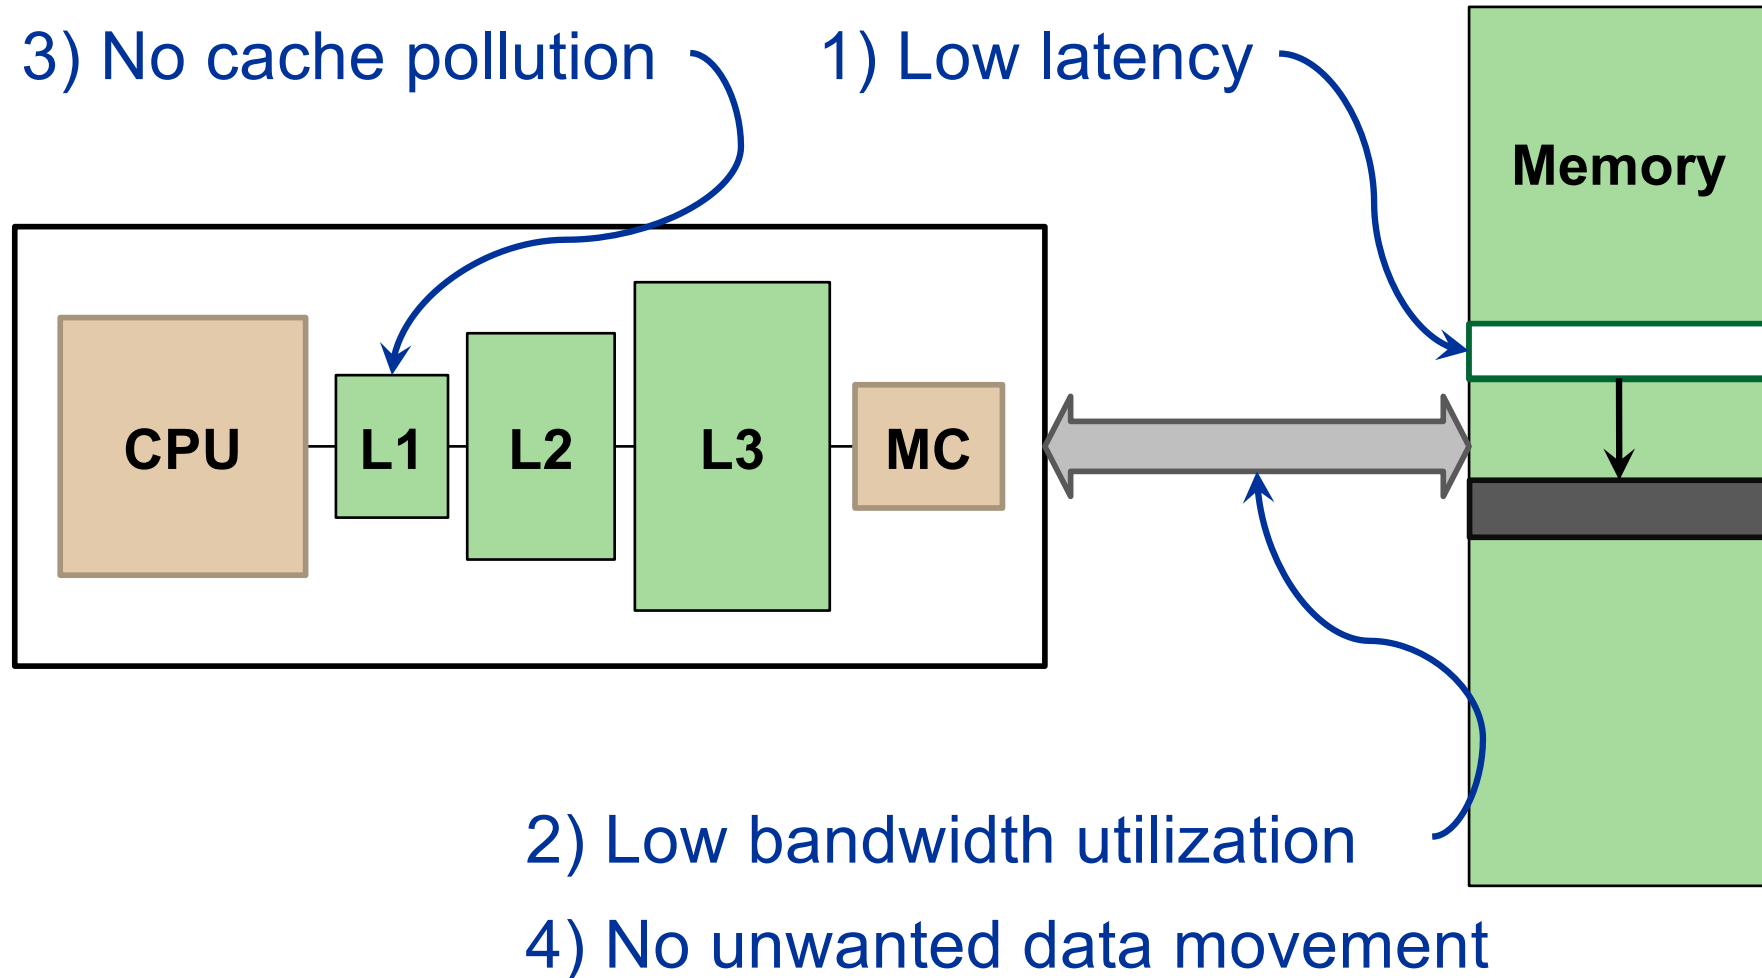 3) No cache pollution
1) Low latency
Memory
CPU
L1
L2
L3
MC
2) Low bandwidth utilization
4) No unwanted data movement